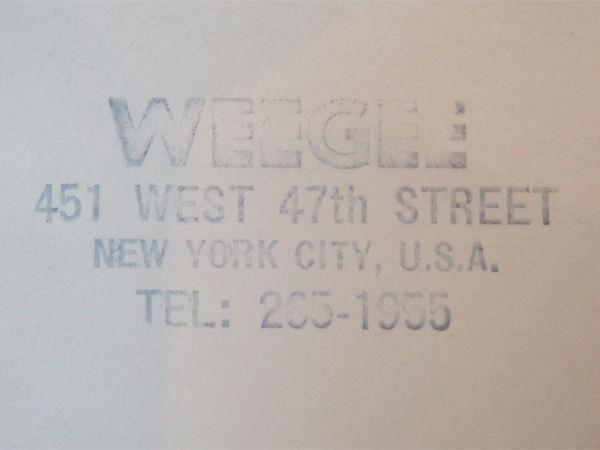 WEEGEE
451 WEST 47th STREET
NEW YORK CITY, U.S.A.
TEL: 265-1955